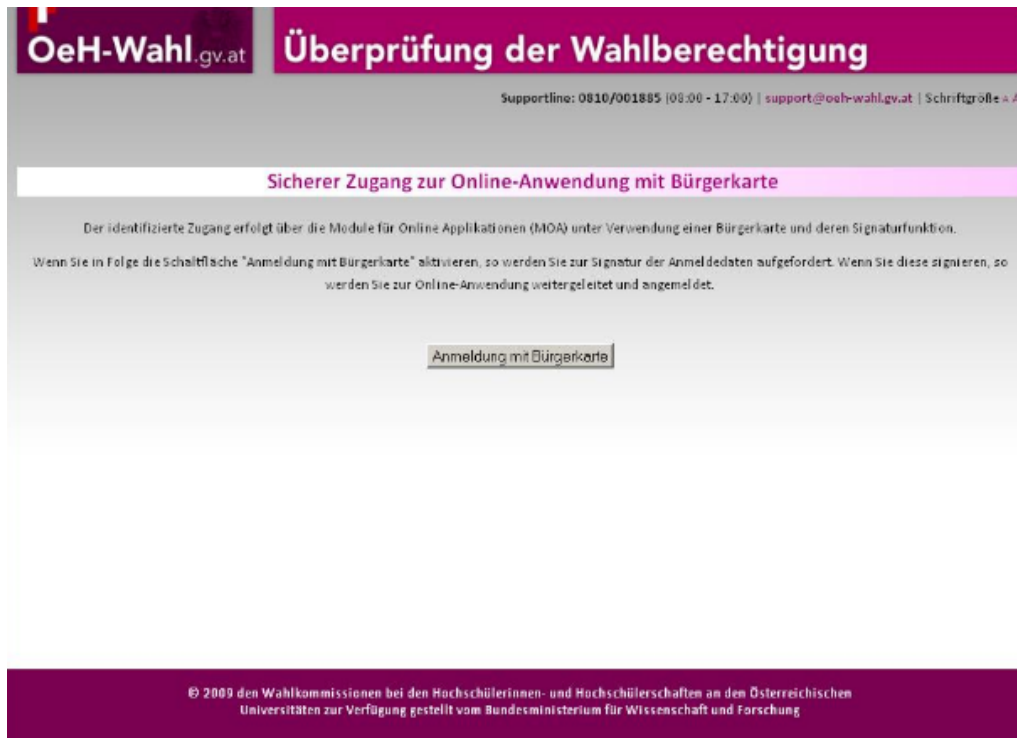 OeH-Wahl.gv.at
Überprüfung der Wahlberechtigung
Supportline: 0810/001885 (08:00 - 17:00) | support@oeh-wahl.gv.at | Schriftgröße A A
Sicherer Zugang zur Online-Anwendung mit Bürgerkarte
Der identifizierte Zugang erfolgt über die Module für Online Applikationen (MOA) unter Verwendung einer Bürgerkarte und deren Signaturfunktion.
Wenn Sie in Folge die Schaltfläche "Anmeldung mit Bürgerkarte" aktivieren, so werden Sie zur Signatur der Anmeldedaten aufgefordert. Wenn Sie diese signieren, so
werden Sie zur Online-Anwendung weitergeleitet und angemeldet.
Anmeldung mit Bürgerkarte
© 2009 den Wahlkommissionen bei den Hochschülerinnen- und Hochschülerschaften an den Österreichischen
Universitäten zur Verfügung gestellt vom Bundesministerium für Wissenschaft und Forschung